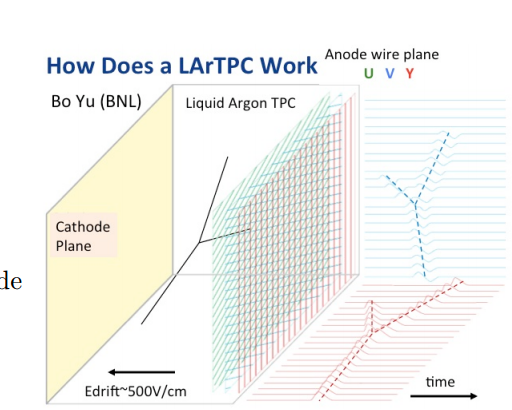 How Does a LArTPC Work
Anode wire plane
U V Y
Bo Yu (BNL)
Liquid Argon TPC
Cathode
Plane
de
Edrift~500V/cm
time